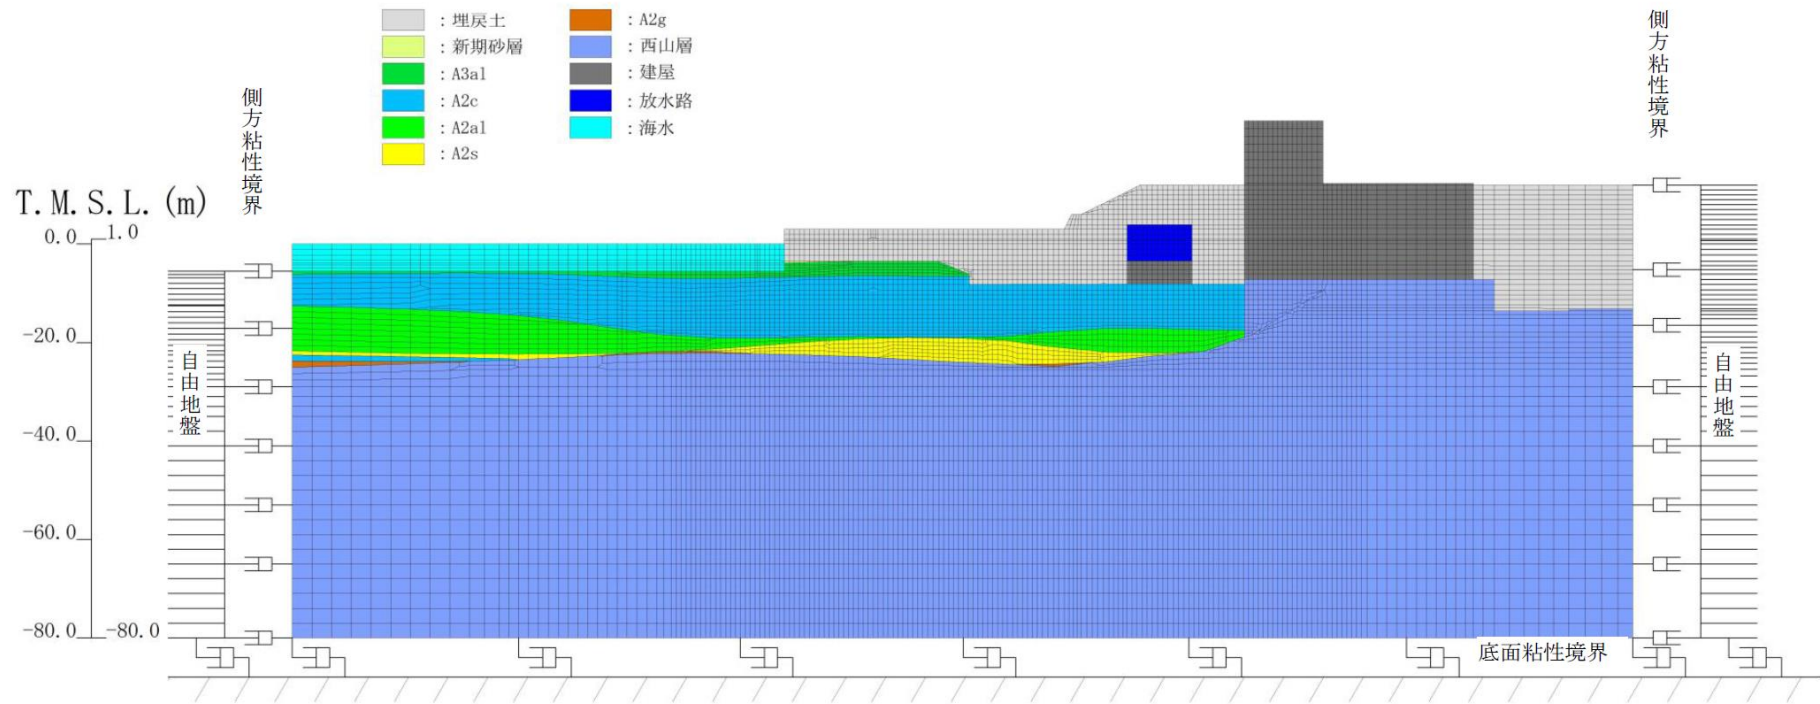 ：埋戻土
：新期砂層
：A3al
：A2c
：A2al
：A2s
：A2g
：西山層
：建屋
：放水路
：海水
側方粘性境界
側方粘性境界
T.M.S.L.(m)
0.0
1.0
-20.0
-40.0
-60.0
-80.0
-80.0
自由地盤
自由地盤
底面粘性境界